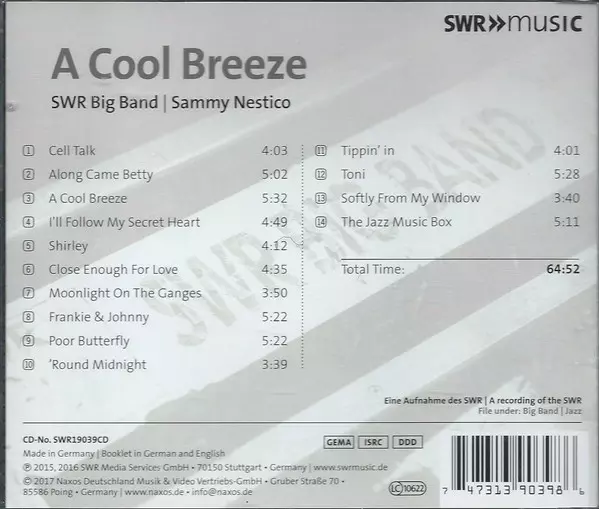 SWR>>music
A Cool Breeze
SWR Big Band | Sammy Nestico
1 Cell Talk 4:03
2 Along Came Betty 5:02
3 A Cool Breeze 5:32
4 I'll Follow My Secret Heart 4:49
5 Shirley 4:12
6 Close Enough For Love 4:35
7 Moonlight On The Ganges 3:50
8 Frankie & Johnny 5:22
9 Poor Butterfly 5:22
10 'Round Midnight 3:39
11 Tippin' in 4:01
12 Toni 5:28
13 Softly From My Window 3:40
14 The Jazz Music Box 5:11
Total Time: 64:52
SWR BIG BAND
Eine Aufnahme des SWR | A recording of the SWR
File under: Big Band | Jazz
CD-No. SWR19039CD
Made in Germany | Booklet in German and English
℗ 2015, 2016 SWR Media Services GmbH • 70150 Stuttgart • Germany | www.swrmusic.de
© 2017 Naxos Deutschland Musik & Video Vertriebs-GmbH • Gruber Straße 70 •
85586 Poing • Germany | www.naxos.de • info@naxos.de
GEMA ISRC DDD
LC 10622
7 47313 90398 6